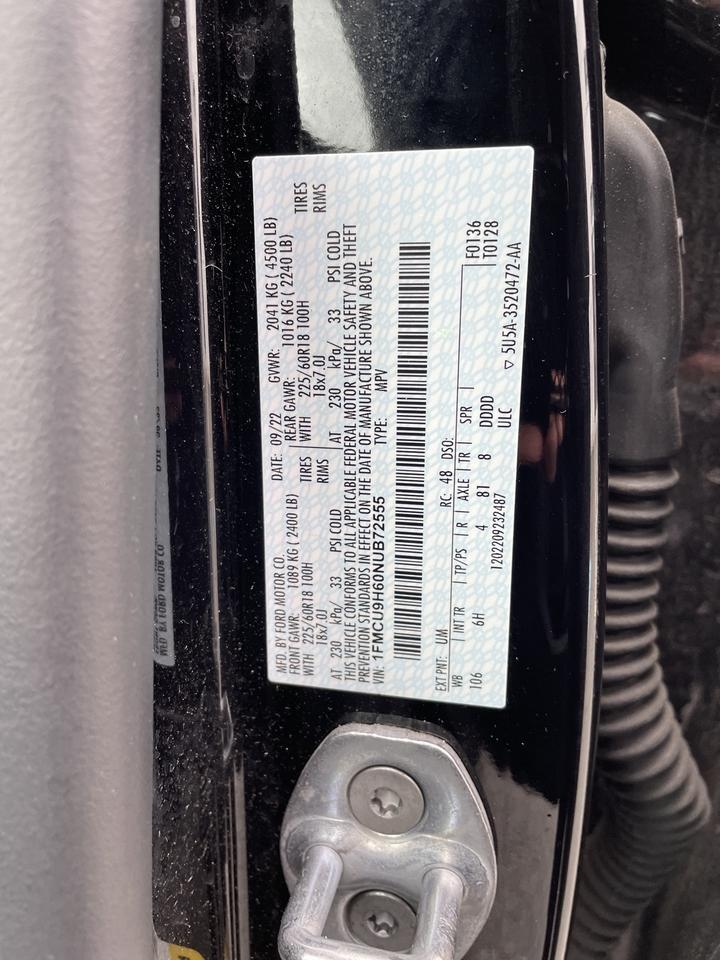 MFD. BY FORD MOTOR CO. DATE: 09/22 GVWR: 2041 KG ( 4500 LB)
FRONT GAWR: 1089 KG ( 2400 LB) REAR GAWR: 1016 KG ( 2240 LB)
WITH 225/60R18 100H TIRES WITH 225/60R18 100H TIRES
18x7.0J RIMS 18x7.0J RIMS
AT 230 kPa/ 33 PSI COLD AT 230 kPa/ 33 PSI COLD
THIS VEHICLE CONFORMS TO ALL APPLICABLE FEDERAL MOTOR VEHICLE SAFETY AND THEFT
PREVENTION STANDARDS IN EFFECT ON THE DATE OF MANUFACTURE SHOWN ABOVE.
VIN: 1FMCU9H60NUB72555 TYPE: MPV
EXT PNT: UM RC: 48 DSO:
WB INT TR TP/PS R AXLE TR SPR F0136
106 6H 4 81 8 DDDD T0128
1202209232487 ULC ▽ 5U5A-3520472-AA